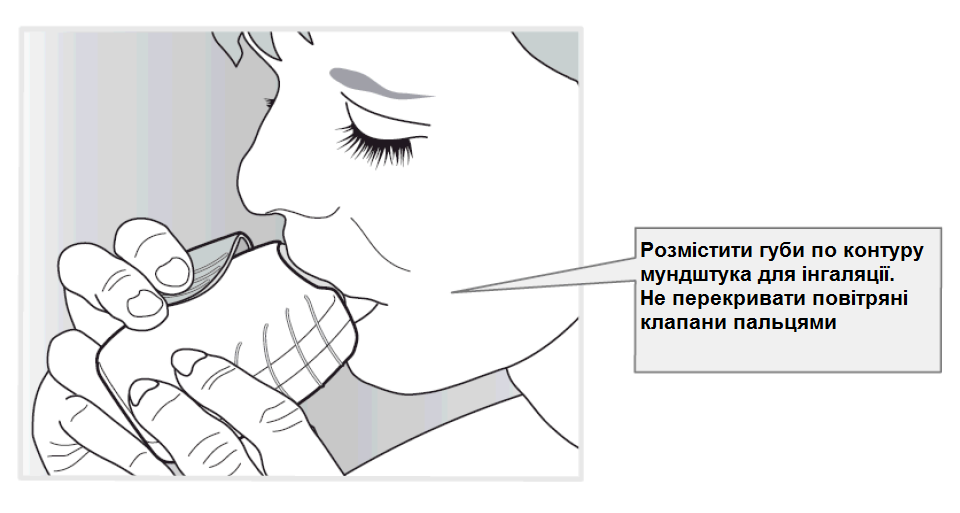 Розмістити губи по контуру
мундштука для інгаляції.
Не перекривати повітряні
клапани пальцями